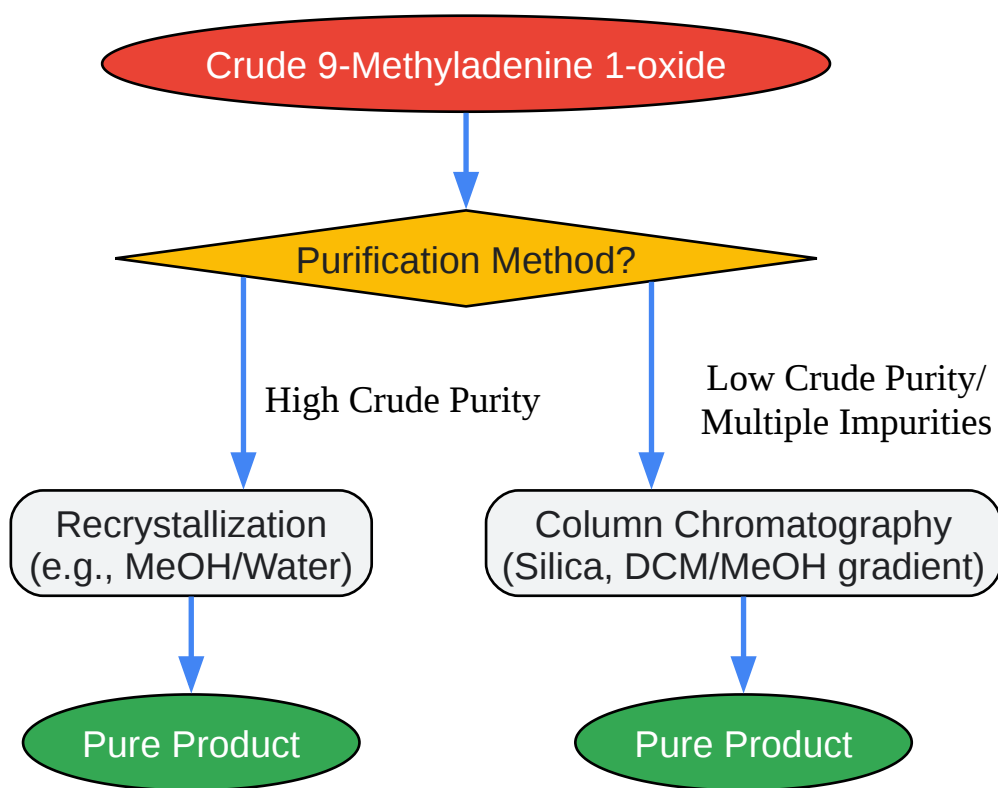 Crude 9-Methyladenine 1-oxide
Purification Method?
High Crude Purity
Low Crude Purity/
Multiple Impurities
Recrystallization
(e.g., MeOH/Water)
Column Chromatography
(Silica, DCM/MeOH gradient)
Pure Product
Pure Product